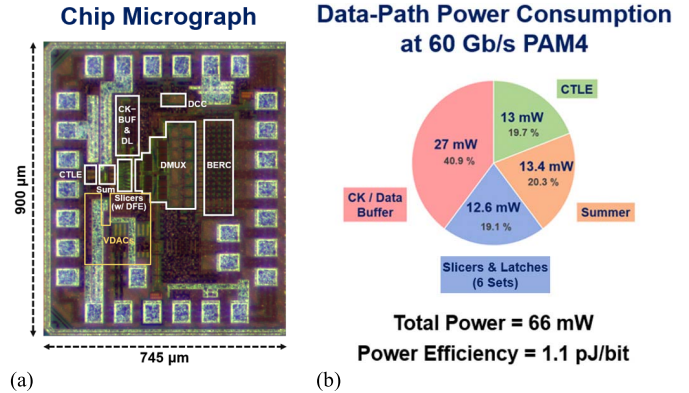 Chip Micrograph
900 μm
CK–
BUF
&
DL
DCC
CTLE
Sum
Slicers
(w/ DFE)
DMUX
BERC
VDACs
745 μm
(a)
Data-Path Power Consumption
at 60 Gb/s PAM4
CTLE
13 mW
19.7 %
27 mW
40.9 %
13.4 mW
20.3 %
12.6 mW
19.1 %
CK / Data
Buffer
Summer
Slicers & Latches
(6 Sets)
Total Power = 66 mW
Power Efficiency = 1.1 pJ/bit
(b)